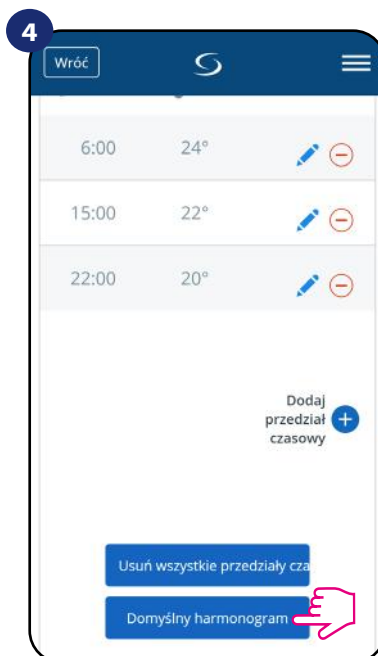 4
Wróć
6:00 24°
15:00 22°
22:00 20°
Dodaj
przedział
czasowy
Usuń wszystkie przedziały cza
Domyślny harmonogram